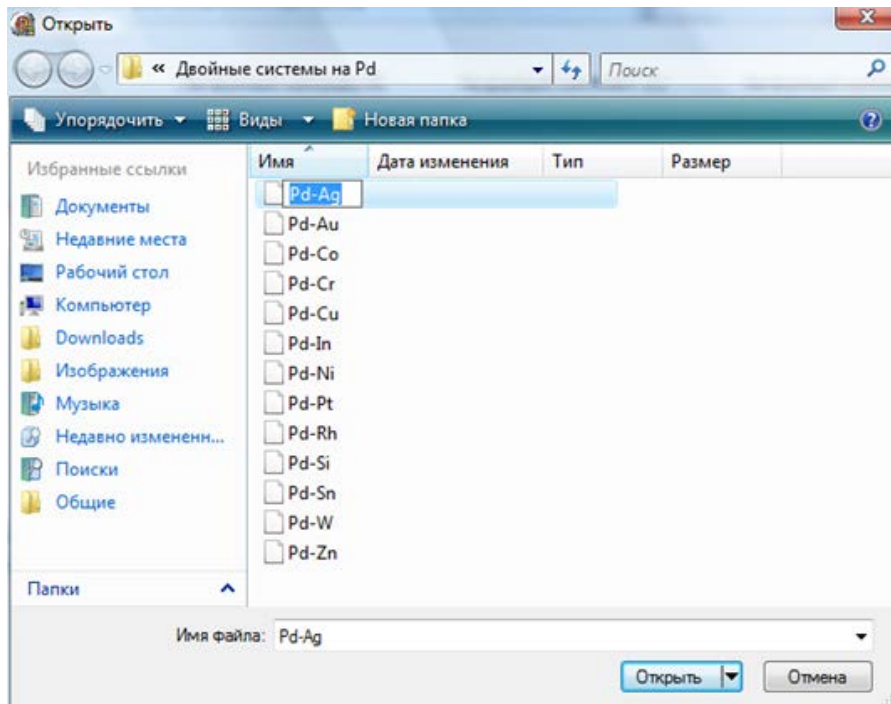 Открыть
« Двойные системы на Pd
Поиск
Упорядочить Виды Новая папка
Избранные ссылки
Документы
Недавние места
Рабочий стол
Компьютер
Downloads
Изображения
Музыка
Недавно измененн...
Поиски
Общие
Папки
Имя Дата изменения Тип Размер
Pd-Ag
Pd-Au
Pd-Co
Pd-Cr
Pd-Cu
Pd-In
Pd-Ni
Pd-Pt
Pd-Rh
Pd-Si
Pd-Sn
Pd-W
Pd-Zn
Имя файла: Pd-Ag
Открыть Отмена